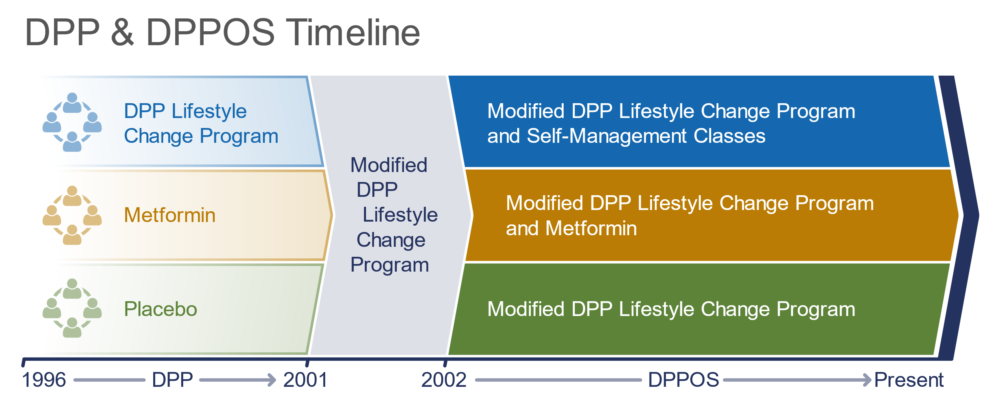 DPP & DPPOS Timeline
DPP Lifestyle
Change Program
Metformin
Placebo
Modified
DPP
Lifestyle
Change
Program
Modified DPP Lifestyle Change Program
and Self-Management Classes
Modified DPP Lifestyle Change Program
and Metformin
Modified DPP Lifestyle Change Program
1996 DPP 2001 2002 DPPOS Present